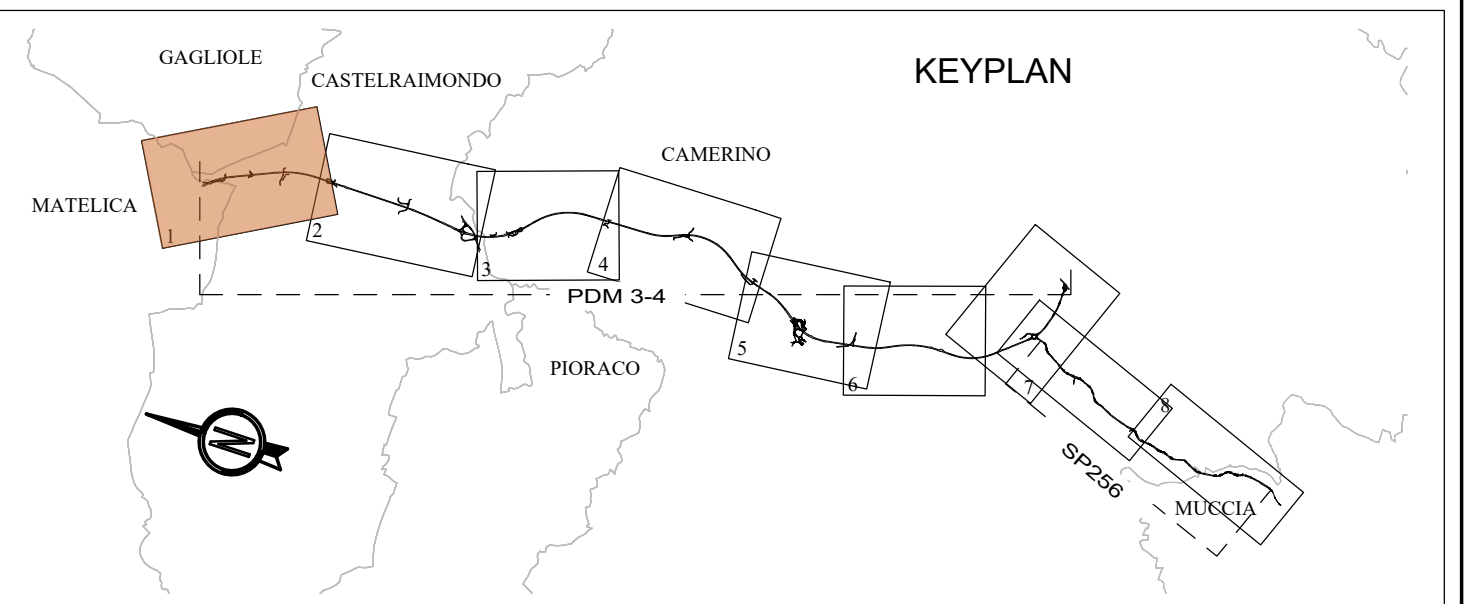 GAGLIOLE
KEYPLAN
CASTELRAIMONDO
CAMERINO
MATELICA
1
2
3
4
PDM 3-4
5
PIORACO
6
7
8
N
SP256
MUCCIA